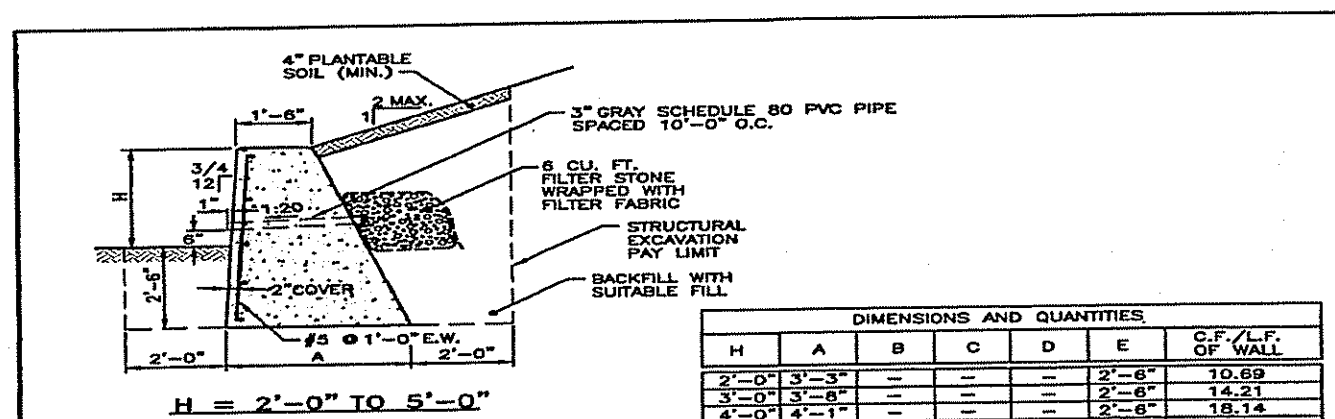 4" PLANTABLE
SOIL (MIN.)
2 MAX.
1
1'-6"
3" GRAY SCHEDULE 80 PVC PIPE
SPACED 10'-0" O.C.
3/4
12
H
6 CU. FT.
FILTER STONE
WRAPPED WITH
FILTER FABRIC
1"
1:20
6"
STRUCTURAL
EXCAVATION
PAY LIMIT
2'-6"
2" COVER
BACKFILL WITH
SUITABLE FILL
#5 @ 1'-0" E.W.
2'-0" A 2'-0"
H = 2'-0" TO 5'-0"
DIMENSIONS AND QUANTITIES
H A B C D E C.F./L.F. OF WALL
2'-0" 3'-3" – – – 2'-6" 10.69
3'-0" 3'-8" – – – 2'-6" 14.21
4'-0" 4'-1" – – – 2'-6" 18.14